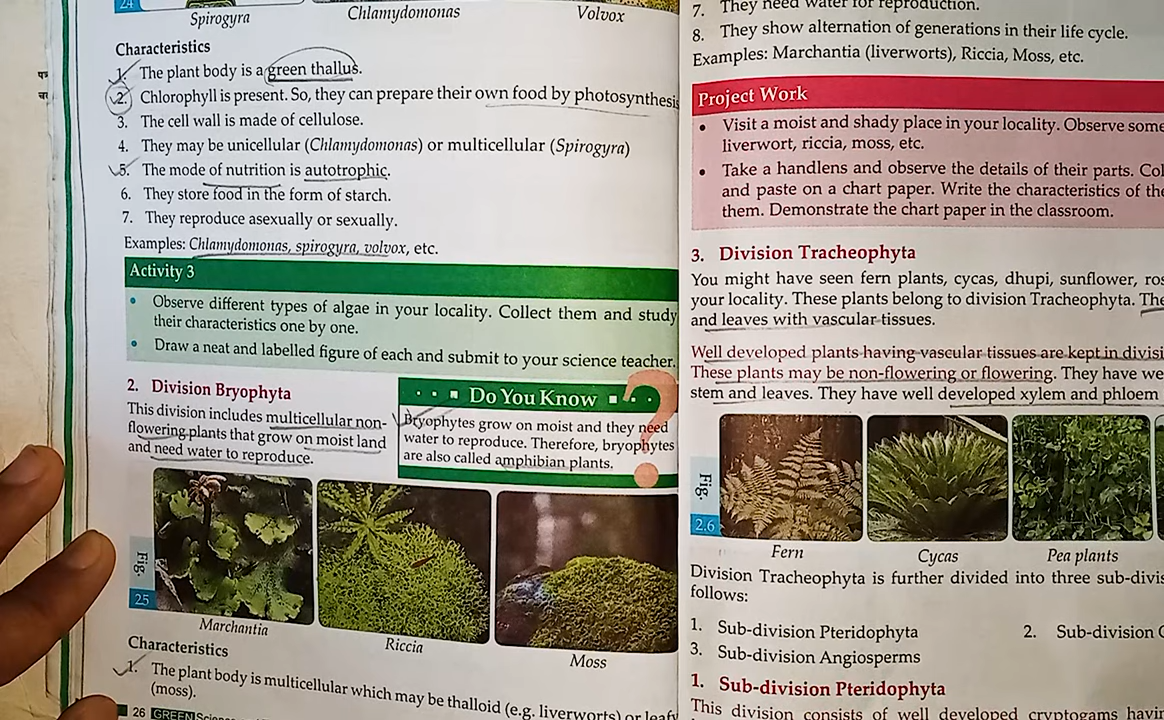 24
Spirogyra
Chlamydomonas
Volvox
Characteristics
1. The plant body is a green thallus.
2. Chlorophyll is present. So, they can prepare their own food by photosynthesis
3. The cell wall is made of cellulose.
4. They may be unicellular (Chlamydomonas) or multicellular (Spirogyra)
5. The mode of nutrition is autotrophic.
6. They store food in the form of starch.
7. They reproduce asexually or sexually.
Examples: Chlamydomonas, spirogyra, volvox, etc.
Activity 3
• Observe different types of algae in your locality. Collect them and study
their characteristics one by one.
• Draw a neat and labelled figure of each and submit to your science teacher.
2. Division Bryophyta
This division includes multicellular non-
flowering plants that grow on moist land
and need water to reproduce.
Do You Know
?
Bryophytes grow on moist and they need
water to reproduce. Therefore, bryophytes
are also called amphibian plants.
Fig.
25
Marchantia
Riccia
Moss
Characteristics
1. The plant body is multicellular which may be thalloid (e.g. liverworts) or leafy
(moss).
26 GREEN
7. They need water for reproduction.
8. They show alternation of generations in their life cycle.
Examples: Marchantia (liverworts), Riccia, Moss, etc.
Project Work
• Visit a moist and shady place in your locality. Observe some
liverwort, riccia, moss, etc.
• Take a handlens and observe the details of their parts. Col
and paste on a chart paper. Write the characteristics of the
them. Demonstrate the chart paper in the classroom.
3. Division Tracheophyta
You might have seen fern plants, cycas, dhupi, sunflower, ros
your locality. These plants belong to division Tracheophyta. The
and leaves with vascular tissues.
Well developed plants having vascular tissues are kept in divisi
These plants may be non-flowering or flowering. They have we
stem and leaves. They have well developed xylem and phloem
Fig.
2.6
Fern
Cycas
Pea plants
Division Tracheophyta is further divided into three sub-divis
follows:
1. Sub-division Pteridophyta
2. Sub-division
3. Sub-division Angiosperms
1. Sub-division Pteridophyta
This division consists of well developed cryptogams havin